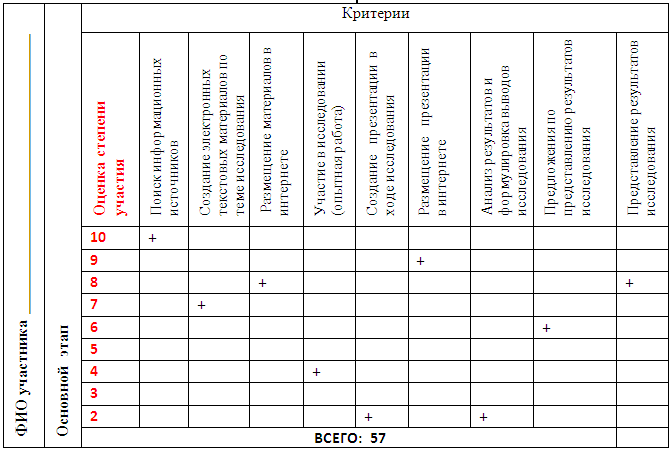 Критерии
ФИО участника
Основной этап
Оценка степени
участия
Поиск информационных
источников
Создание электронных
текстовых материалов по
теме исследования
Размещение материалов в
интернете
Участие в исследовании
(опытная работа)
Создание презентации в
ходе исследования
Размещение презентации
в интернете
Анализ результатов и
формулировка выводов
исследования
Предложения по
представлению результатов
исследования
Представление результатов
исследования
10 +
9 +
8 + +
7 +
6 +
5
4 +
3
2 + +
ВСЕГО: 57